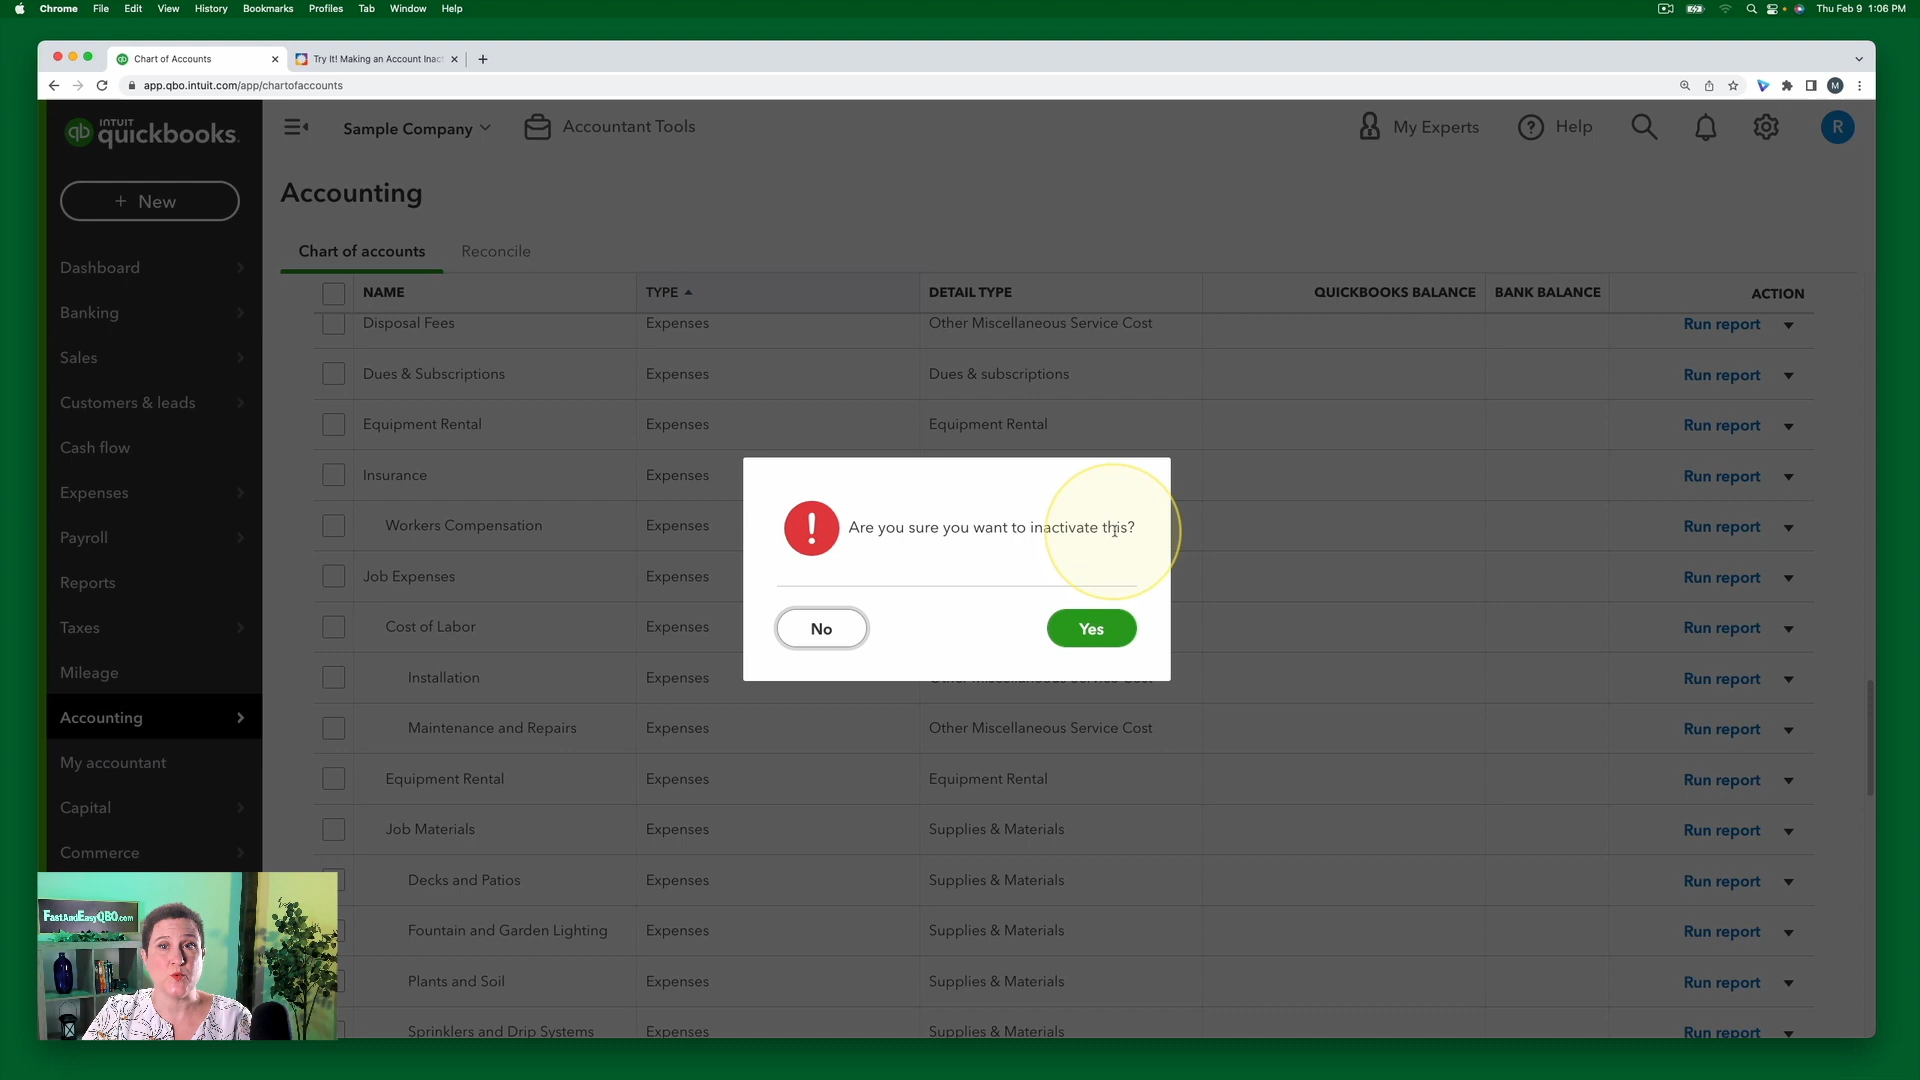 Chrome File Edit View History Bookmarks Profiles Tab Window Help Thu Feb 9 1:06 PM
Chart of Accounts Try It! Making an Account Inact
app.qbo.intuit.com/app/chartofaccounts
INTUIT
quickbooks.
Sample Company Accountant Tools My Experts Help R
+ New
Accounting
Chart of accounts Reconcile
Dashboard
Banking
Sales
Customers & leads
Cash flow
Expenses
Payroll
Reports
Taxes
Mileage
Accounting
My accountant
Capital
Commerce
NAME TYPE DETAIL TYPE QUICKBOOKS BALANCE BANK BALANCE ACTION
Disposal Fees Expenses Other Miscellaneous Service Cost Run report
Dues & Subscriptions Expenses Dues & subscriptions Run report
Equipment Rental Expenses Equipment Rental Run report
Insurance Expenses Run report
Workers Compensation Expenses Run report
Job Expenses Expenses Run report
Cost of Labor Expenses Run report
Installation Expenses Other Miscellaneous Service Cost Run report
Maintenance and Repairs Expenses Other Miscellaneous Service Cost Run report
Equipment Rental Expenses Equipment Rental Run report
Job Materials Expenses Supplies & Materials Run report
Decks and Patios Expenses Supplies & Materials Run report
Fountain and Garden Lighting Expenses Supplies & Materials Run report
Plants and Soil Expenses Supplies & Materials Run report
Sprinklers and Drip Systems Expenses Supplies & Materials Run report
Are you sure you want to inactivate this?
No Yes
FastAndEasyQBO.com